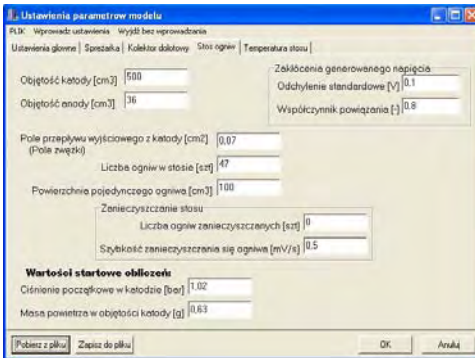 Ustawienia parametrow modelu
PLIK Wprowadz ustawienia Wyjdź bez wprowadzania
Ustawienia głowne Sprężarka Kolektor dolotowy Stos ogniw Temperatura stosu
Objętość katody [cm3] 500
Objętość anody [cm3] 36
Zakłócenia generowanego napięcia
Odchylenie standardowe [V] 0.1
Współczynnik powiązania [-] 0.8
Pole przepływu wyjściowego z katody [cm2] 0,07
(Pole zwężki)
Liczba ogniw w stosie [szt] 47
Powierzchnia pojedynczego ogniwa [cm3] 100
Zanieczyszczanie stosu
Liczba ogniw zanieczyszczanych [szt] 0
Szybkość zanieczyszczania się ogniwa [mV/s] 0.5
Wartości startowe obliczeń:
Ciśnienie początkowe w katodzie [bar] 1,02
Masa powietrza w objętości katody [g] 0,63
Pobierz z pliku Zapisz do pliku OK Anuluj